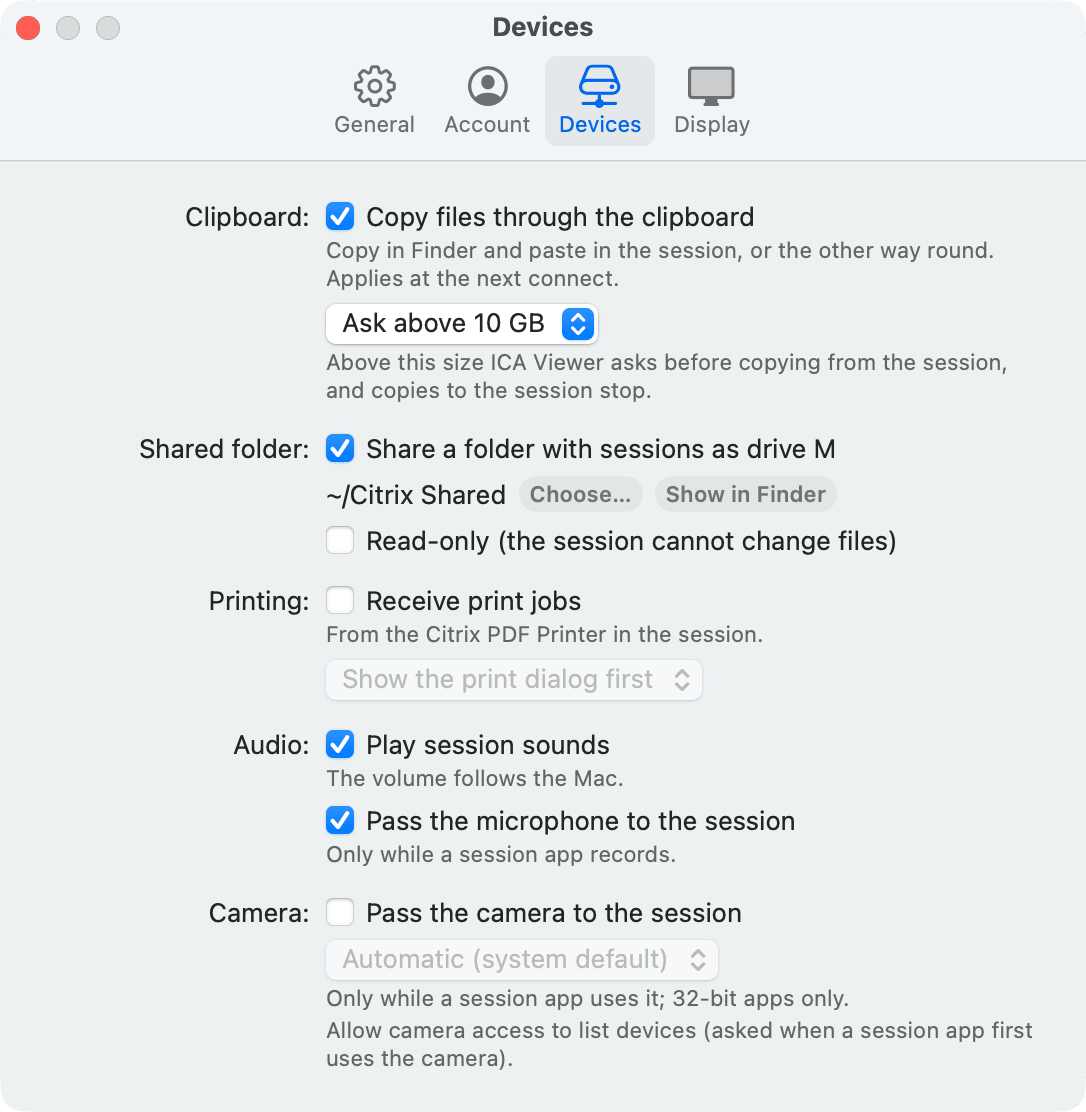 Devices
General
Account
Devices
Display
Clipboard:
Copy files through the clipboard
Copy in Finder and paste in the session, or the other way round.
Applies at the next connect.
Ask above 10 GB
Above this size ICA Viewer asks before copying from the session,
and copies to the session stop.
Shared folder:
Share a folder with sessions as drive M
~/Citrix Shared
Choose...
Show in Finder
Read-only (the session cannot change files)
Printing:
Receive print jobs
From the Citrix PDF Printer in the session.
Show the print dialog first
Audio:
Play session sounds
The volume follows the Mac.
Pass the microphone to the session
Only while a session app records.
Camera:
Pass the camera to the session
Automatic (system default)
Only while a session app uses it; 32-bit apps only.
Allow camera access to list devices (asked when a session app first
uses the camera).